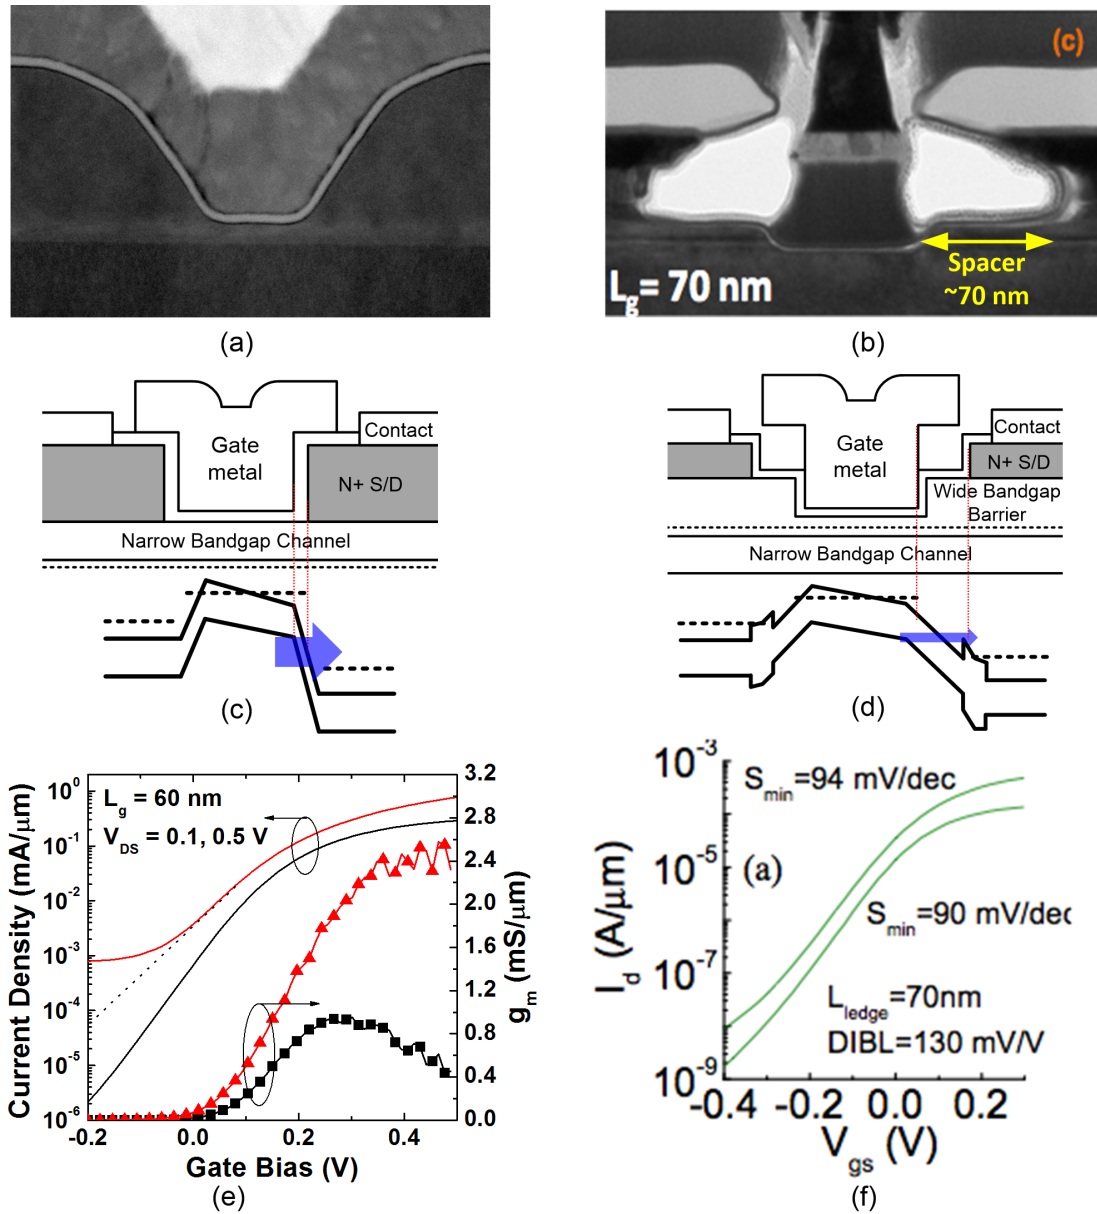 (c)
Spacer
~70 nm
Lg= 70 nm
(a)
(b)
Gate
metal
Contact
N+ S/D
Narrow Bandgap Channel
(c)
Gate
metal
Contact
N+ S/D
Wide Bandgap
Barrier
Narrow Bandgap Channel
(d)
Lg = 60 nm
VDS = 0.1, 0.5 V
Current Density (mA/μm)
10^0
10^-1
10^-2
10^-3
10^-4
10^-5
10^-6
3.2
2.8
2.4
2.0
1.6
1.2
0.8
0.4
0.0
gm (mS/μm)
-0.2 0.0 0.2 0.4
Gate Bias (V)
(e)
Smin=94 mV/dec
(a)
Smin=90 mV/dec
Lledge=70nm
DIBL=130 mV/V
Id (A/μm)
10^-3
10^-5
10^-7
10^-9
-0.4 -0.2 0.0 0.2
Vgs (V)
(f)